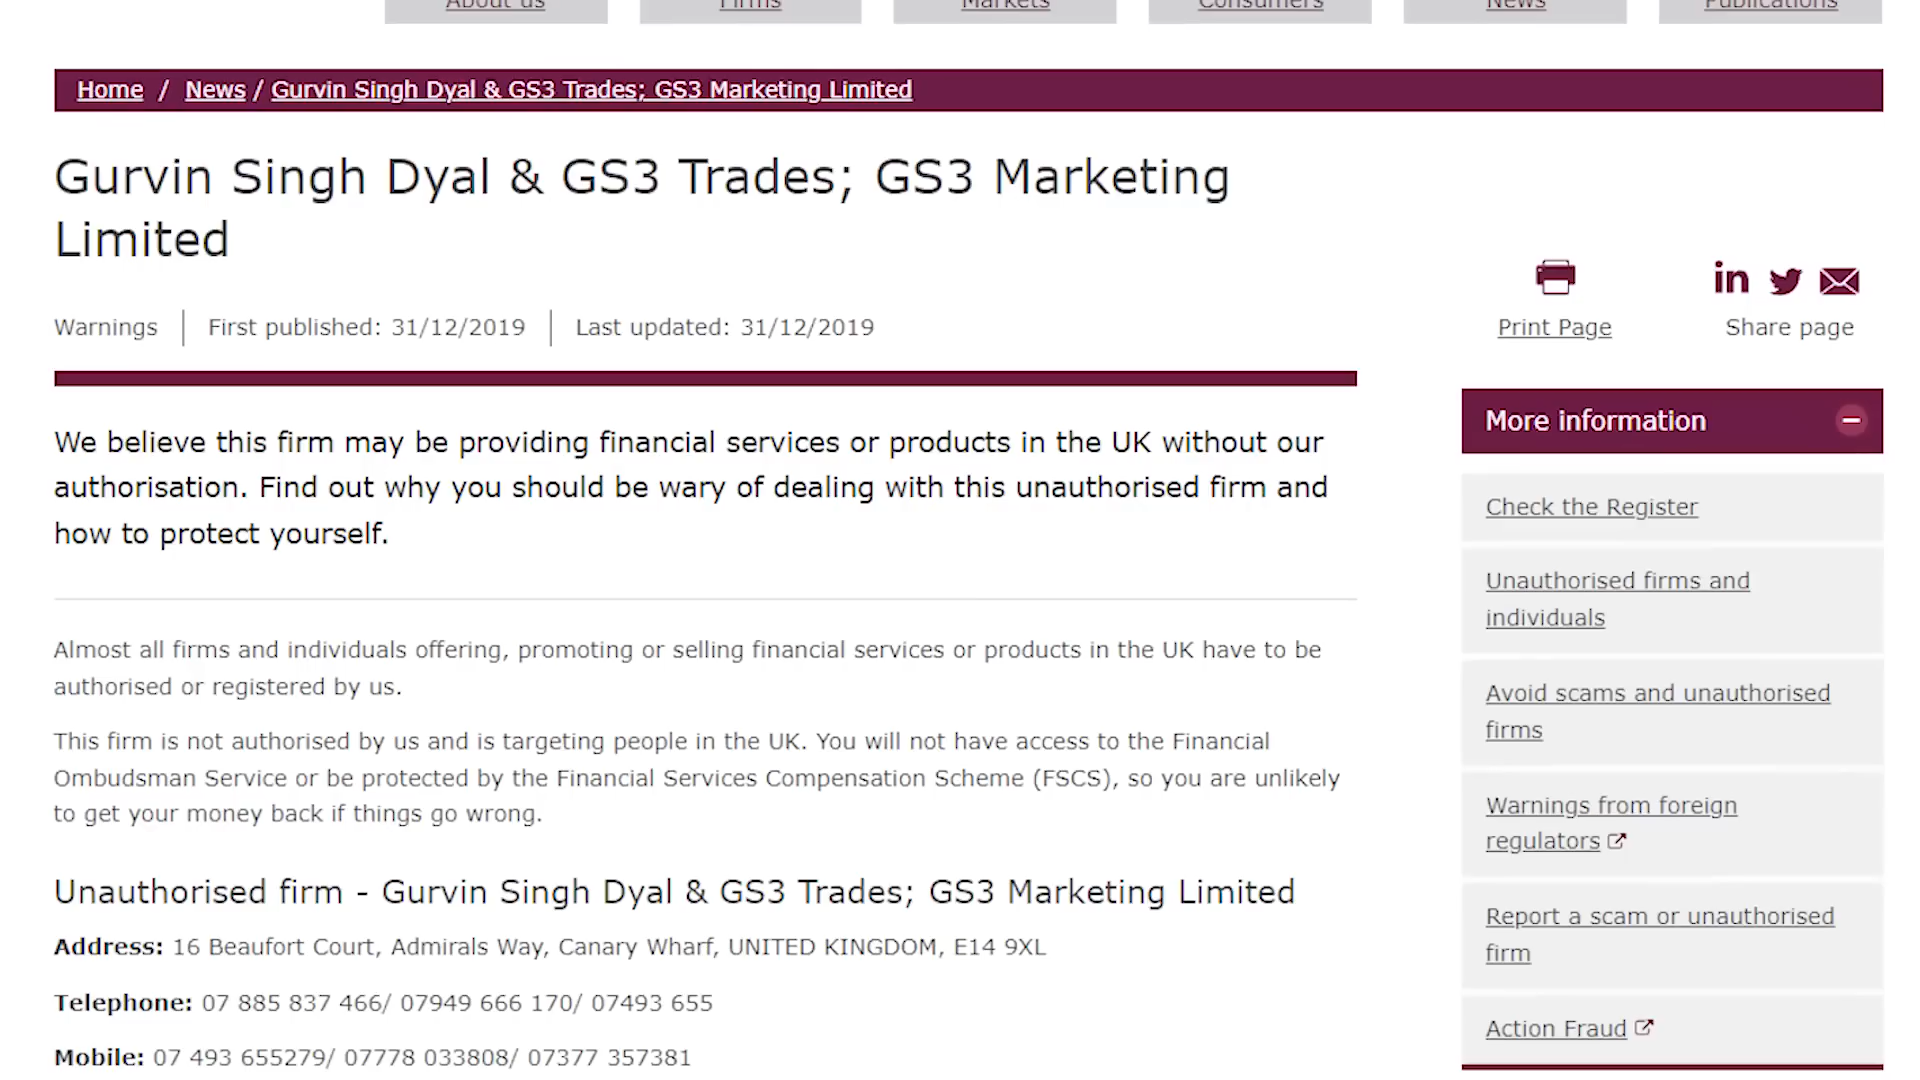 About us
Firms
Markets
Consumers
News
Publications
Home / News / Gurvin Singh Dyal & GS3 Trades; GS3 Marketing Limited
Gurvin Singh Dyal & GS3 Trades; GS3 Marketing
Limited
Warnings
First published: 31/12/2019
Last updated: 31/12/2019
Print Page
in
Share page
We believe this firm may be providing financial services or products in the UK without our
authorisation. Find out why you should be wary of dealing with this unauthorised firm and
how to protect yourself.
Almost all firms and individuals offering, promoting or selling financial services or products in the UK have to be
authorised or registered by us.
This firm is not authorised by us and is targeting people in the UK. You will not have access to the Financial
Ombudsman Service or be protected by the Financial Services Compensation Scheme (FSCS), so you are unlikely
to get your money back if things go wrong.
Unauthorised firm - Gurvin Singh Dyal & GS3 Trades; GS3 Marketing Limited
Address: 16 Beaufort Court, Admirals Way, Canary Wharf, UNITED KINGDOM, E14 9XL
Telephone: 07 885 837 466/ 07949 666 170/ 07493 655
Mobile: 07 493 655279/ 07778 033808/ 07377 357381
More information
Check the Register
Unauthorised firms and
individuals
Avoid scams and unauthorised
firms
Warnings from foreign
regulators
Report a scam or unauthorised
firm
Action Fraud